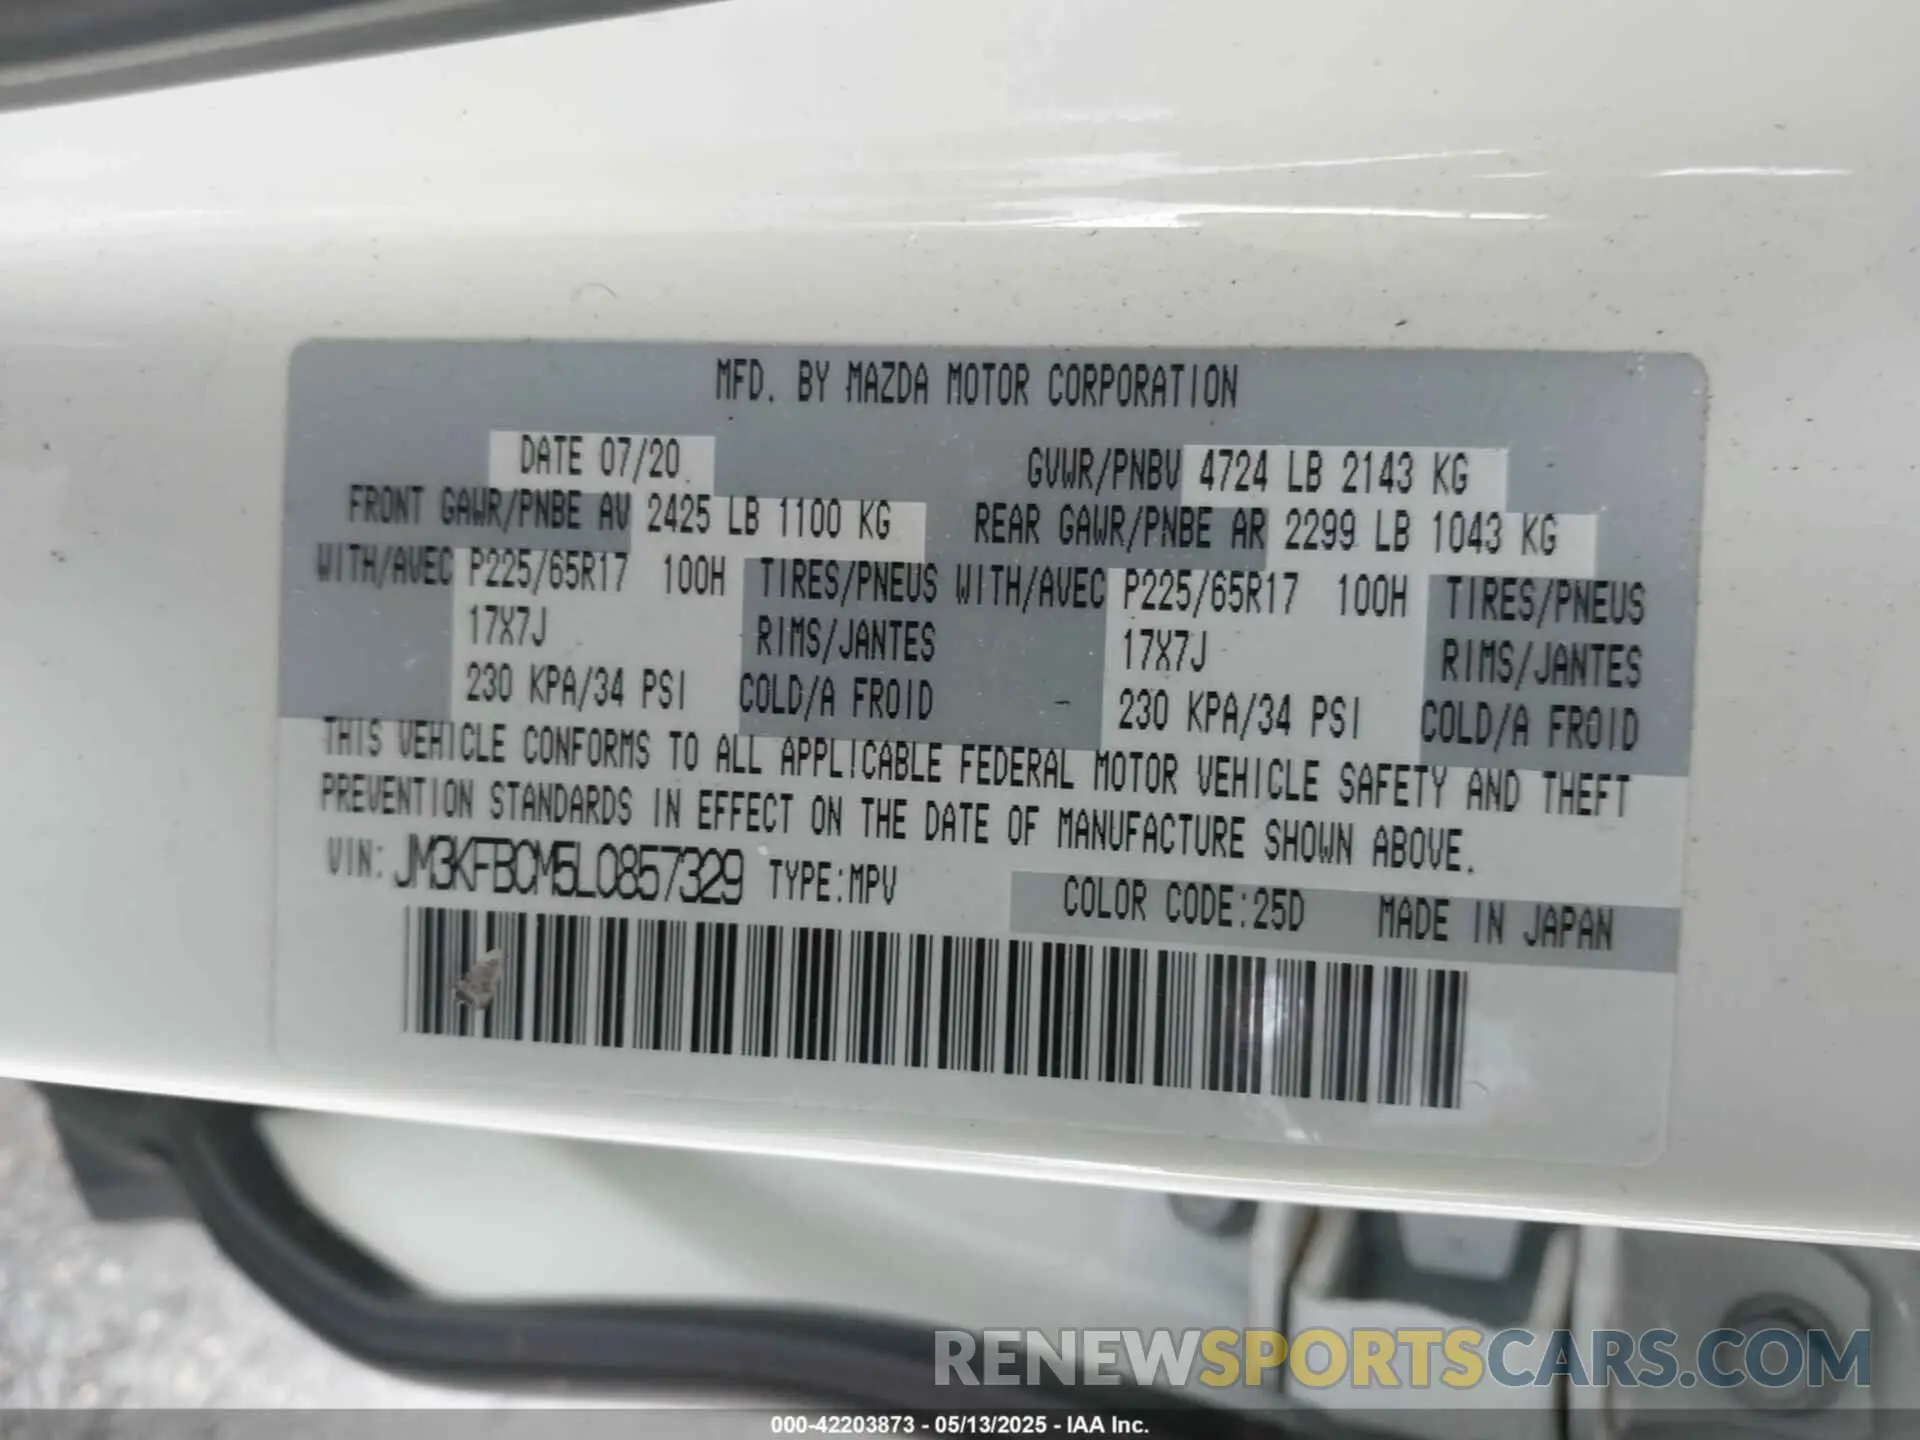 MFD. BY MAZDA MOTOR CORPORATION
DATE 07/20 GVWR/PNBV 4724 LB 2143 KG
FRONT GAWR/PNBE AV 2425 LB 1100 KG REAR GAWR/PNBE AR 2299 LB 1043 KG
WITH/AVEC P225/65R17 100H TIRES/PNEUS WITH/AVEC P225/65R17 100H TIRES/PNEUS
17X7J RIMS/JANTES 17X7J RIMS/JANTES
230 KPA/34 PSI COLD/A FROID 230 KPA/34 PSI COLD/A FROID
THIS VEHICLE CONFORMS TO ALL APPLICABLE FEDERAL MOTOR VEHICLE SAFETY AND THEFT
PREVENTION STANDARDS IN EFFECT ON THE DATE OF MANUFACTURE SHOWN ABOVE.
VIN: JM3KFBCM5L0857329 TYPE:MPV COLOR CODE:25D MADE IN JAPAN
RENEWSPORTSCARS.COM
000-42203873 - 05/13/2025 - IAA Inc.